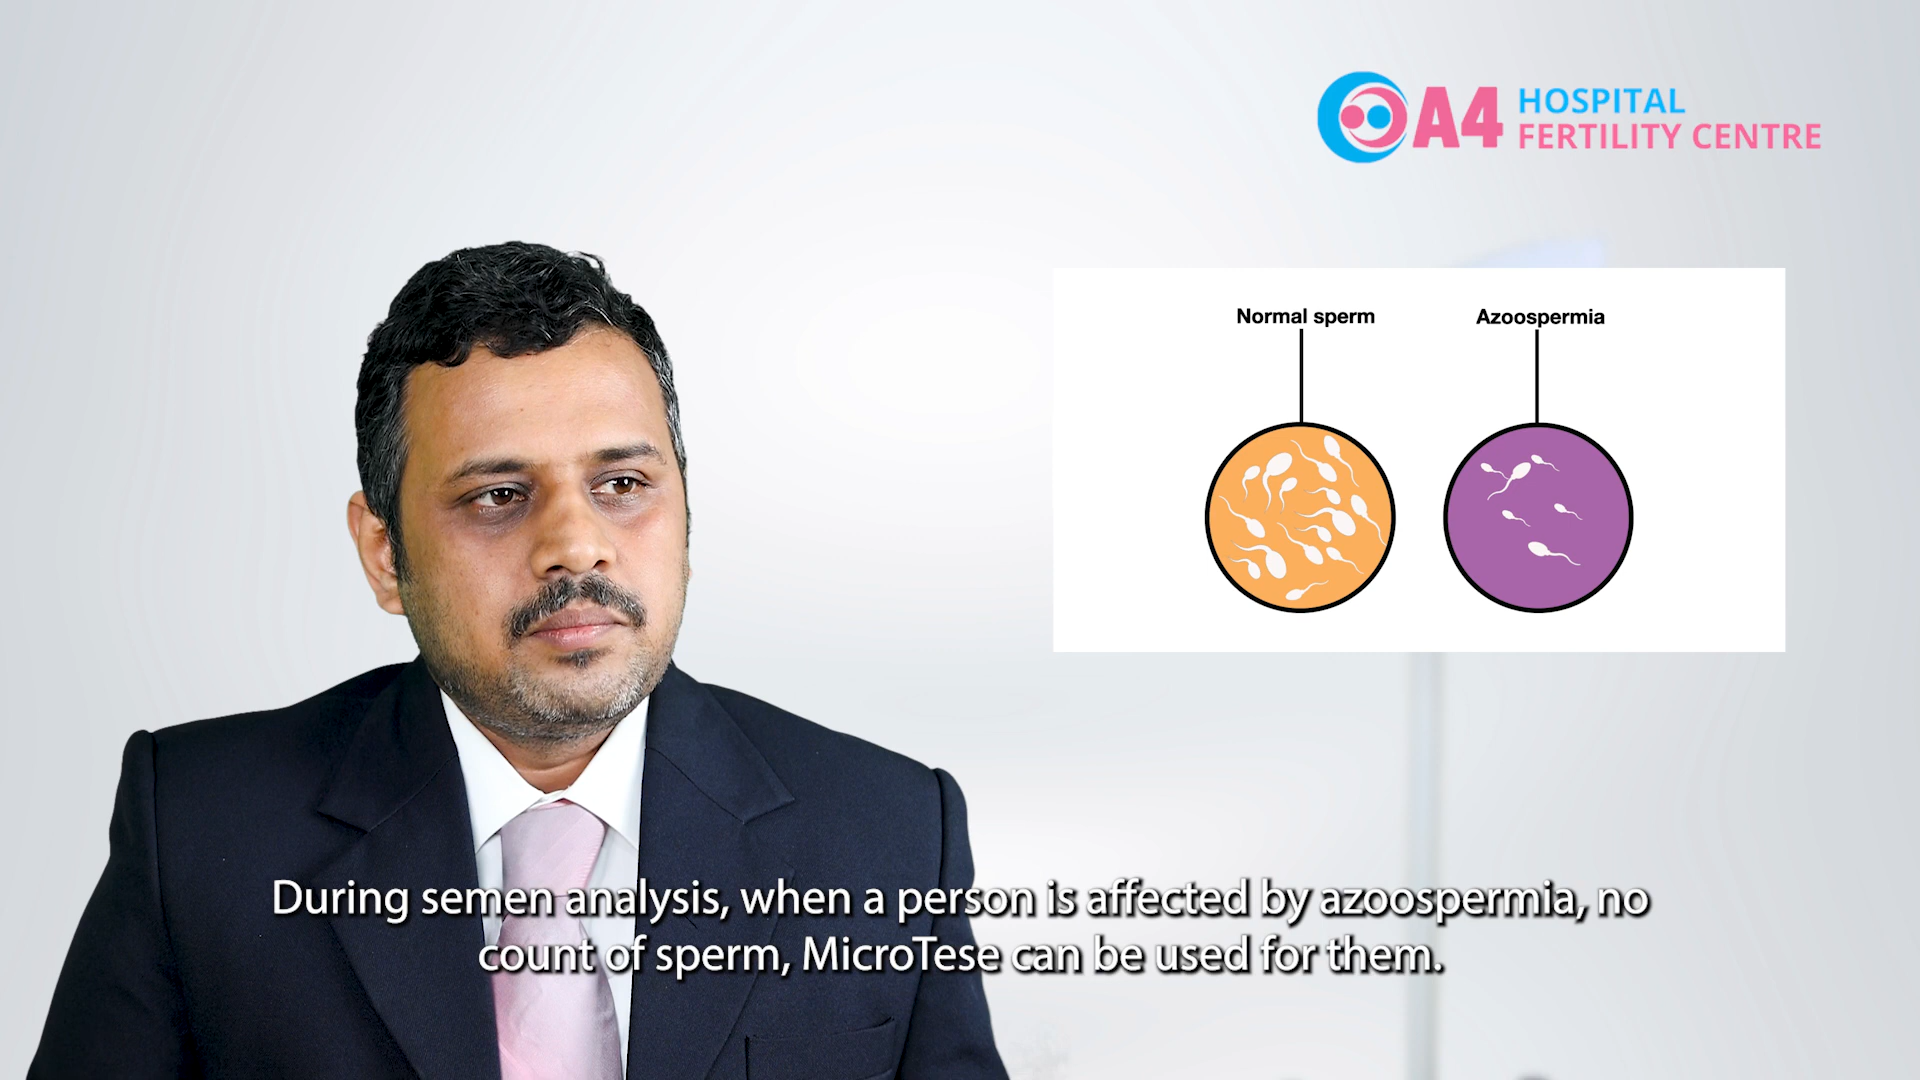 A4 HOSPITAL
FERTILITY CENTRE
Normal sperm
Azoospermia
During semen analysis, when a person is affected by azoospermia, no
count of sperm, MicroTese can be used for them.